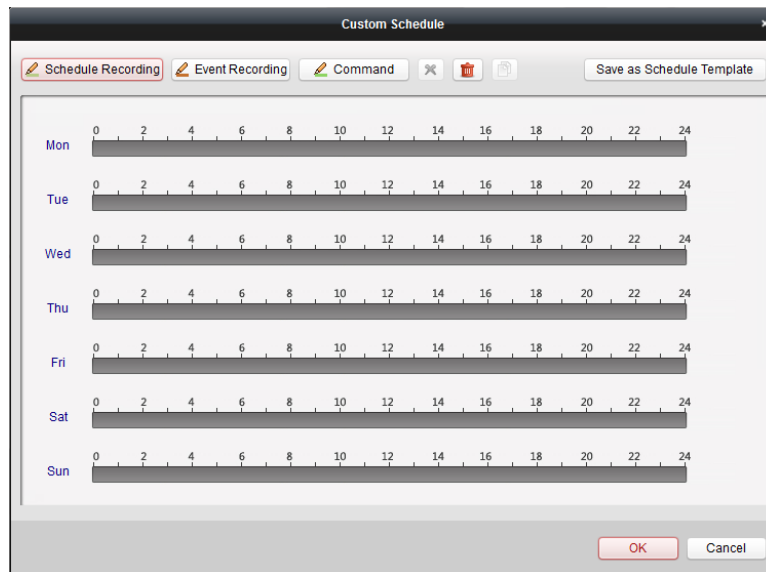 Custom Schedule
Schedule Recording Event Recording Command Save as Schedule Template
0 2 4 6 8 10 12 14 16 18 20 22 24
Mon
0 2 4 6 8 10 12 14 16 18 20 22 24
Tue
0 2 4 6 8 10 12 14 16 18 20 22 24
Wed
0 2 4 6 8 10 12 14 16 18 20 22 24
Thu
0 2 4 6 8 10 12 14 16 18 20 22 24
Fri
0 2 4 6 8 10 12 14 16 18 20 22 24
Sat
0 2 4 6 8 10 12 14 16 18 20 22 24
Sun
OK Cancel